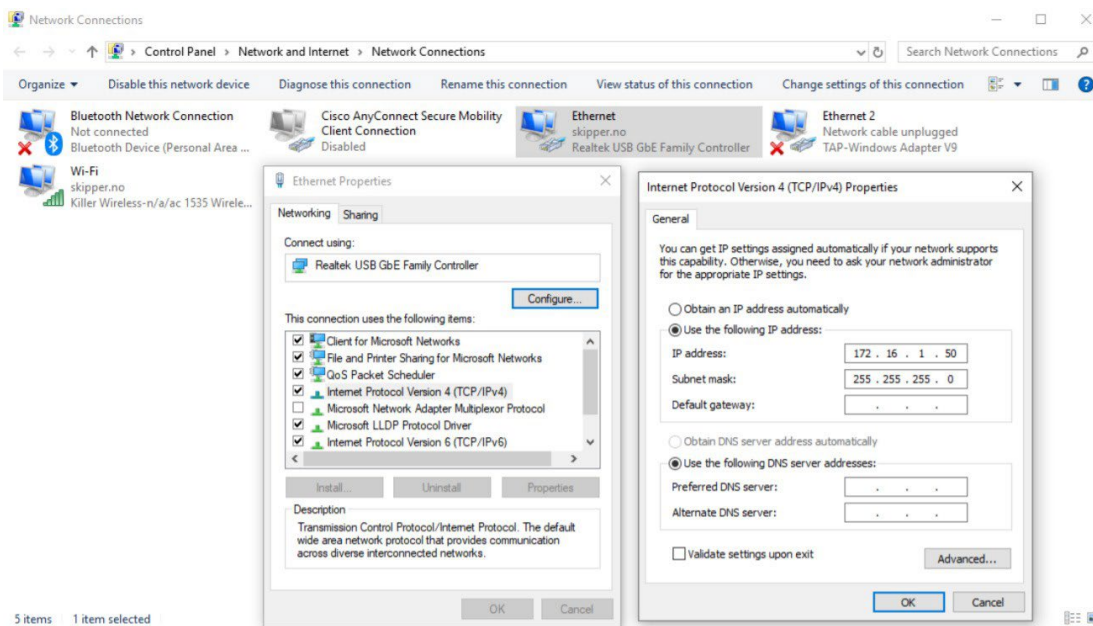 Network Connections
Control Panel > Network and Internet > Network Connections
Search Network Connections
Organize
Disable this network device
Diagnose this connection
Rename this connection
View status of this connection
Change settings of this connection
Bluetooth Network Connection
Not connected
Bluetooth Device (Personal Area ...
Cisco AnyConnect Secure Mobility
Client Connection
Disabled
Ethernet
skipper.no
Realtek USB GbE Family Controller
Ethernet 2
Network cable unplugged
TAP-Windows Adapter V9
Wi-Fi
skipper.no
Killer Wireless-n/a/ac 1535 Wirele...
Ethernet Properties
Networking
Sharing
Connect using:
Realtek USB GbE Family Controller
Configure...
This connection uses the following items:
Client for Microsoft Networks
File and Printer Sharing for Microsoft Networks
QoS Packet Scheduler
Internet Protocol Version 4 (TCP/IPv4)
Microsoft Network Adapter Multiplexor Protocol
Microsoft LLDP Protocol Driver
Internet Protocol Version 6 (TCP/IPv6)
Install...
Uninstall
Properties
Description
Transmission Control Protocol/Internet Protocol. The default
wide area network protocol that provides communication
across diverse interconnected networks.
OK
Cancel
Internet Protocol Version 4 (TCP/IPv4) Properties
General
You can get IP settings assigned automatically if your network supports
this capability. Otherwise, you need to ask your network administrator
for the appropriate IP settings.
Obtain an IP address automatically
Use the following IP address:
IP address: 172 . 16 . 1 . 50
Subnet mask: 255 . 255 . 255 . 0
Default gateway: . . .
Obtain DNS server address automatically
Use the following DNS server addresses:
Preferred DNS server: . . .
Alternate DNS server: . . .
Validate settings upon exit
Advanced...
OK
Cancel
5 items
1 item selected